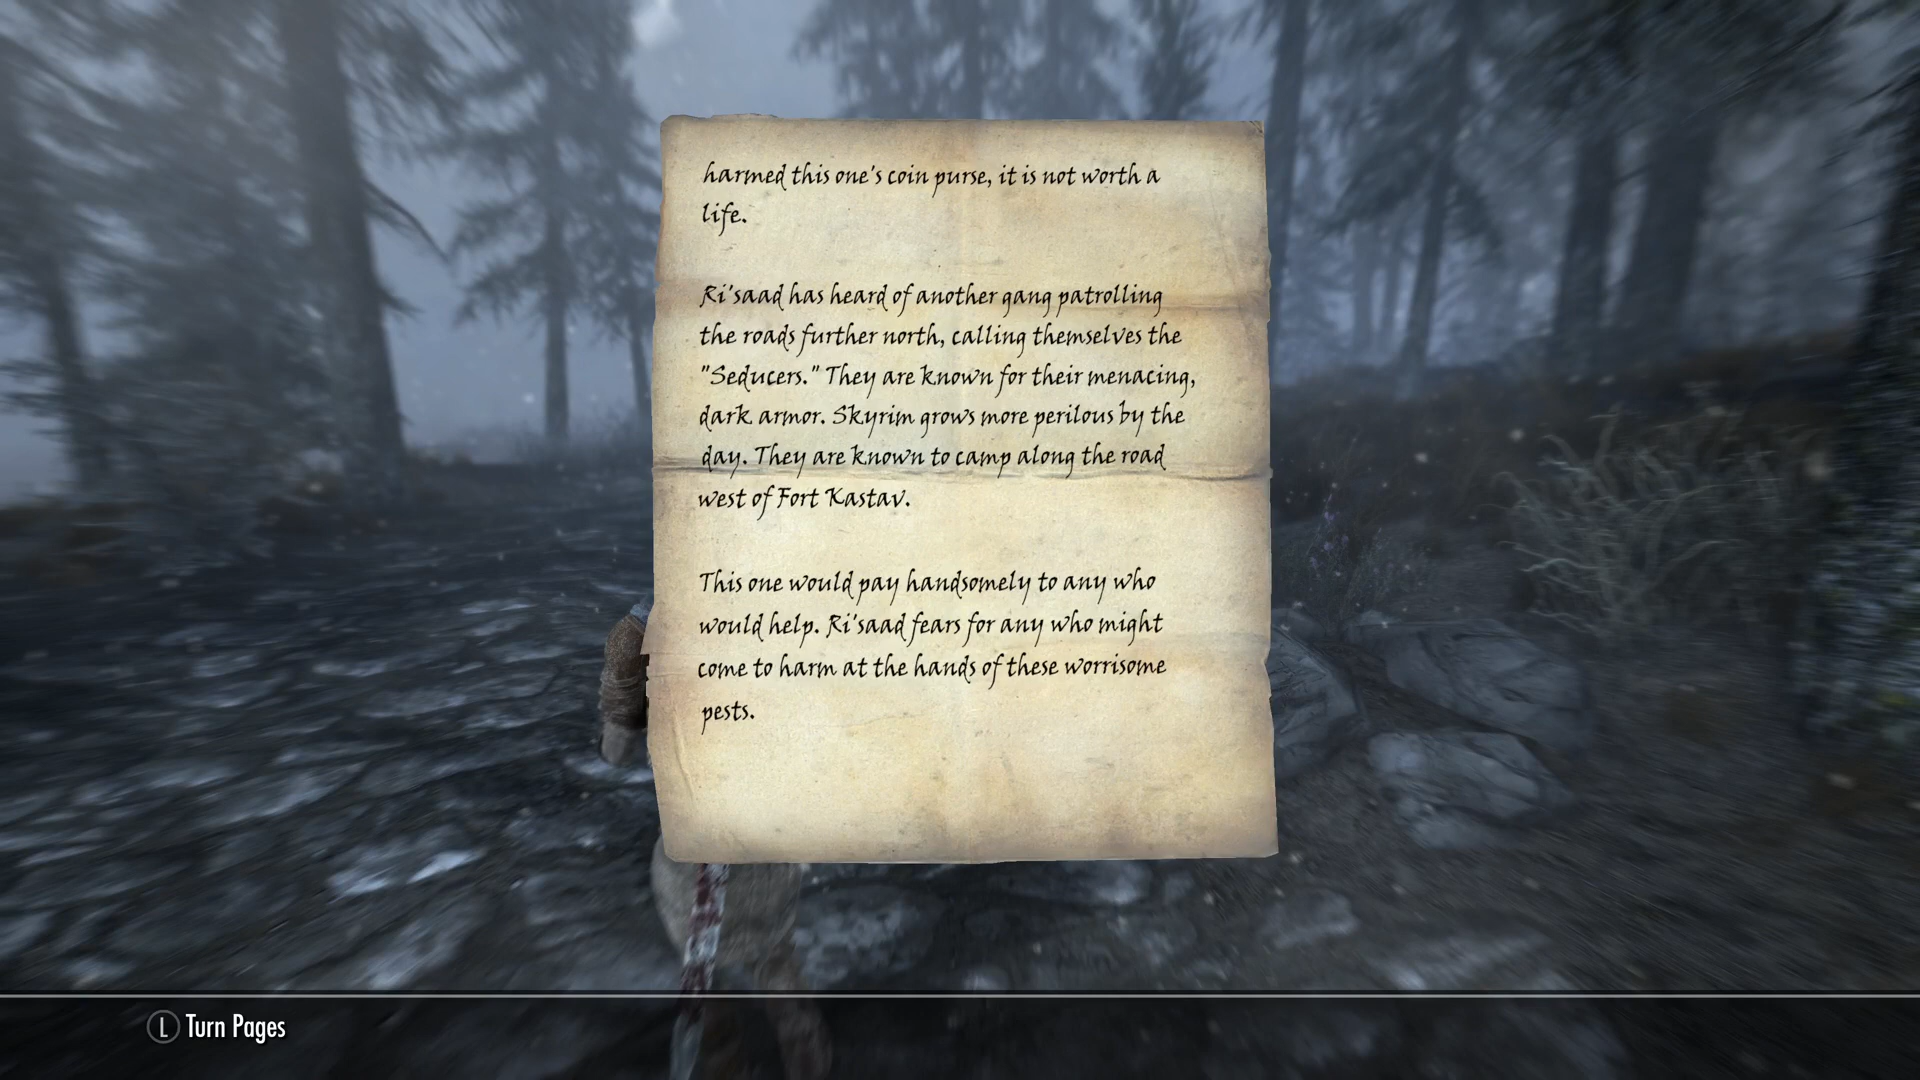 harmed this one's coin purse, it is not worth a
life.
Ri'saad has heard of another gang patrolling
the roads further north, calling themselves the
"Seducers." They are known for their menacing,
dark armor. Skyrim grows more perilous by the
day. They are known to camp along the road
west of Fort Kastav.
This one would pay handsomely to any who
would help. Ri'saad fears for any who might
come to harm at the hands of these worrisome
pests.
L Turn Pages